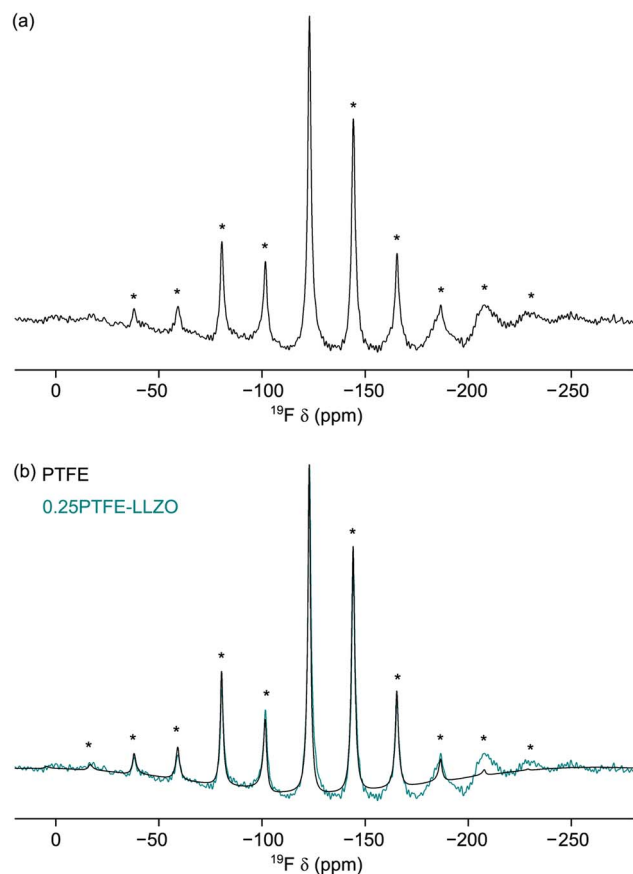 (a)
* * * * * * * * *
0 −50 −100 −150 −200 −250
¹⁹F δ (ppm)
(b) PTFE
0.25PTFE-LLZO
* * * * * * * * * *
0 −50 −100 −150 −200 −250
¹⁹F δ (ppm)